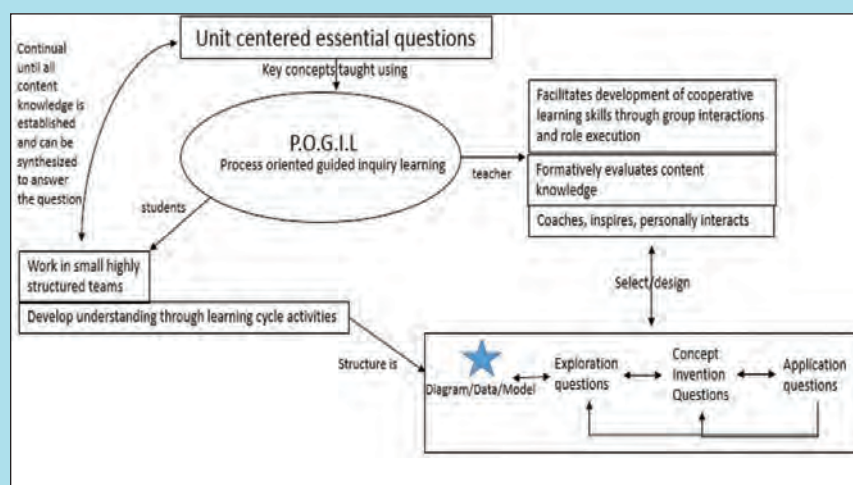 Unit centered essential questions
Continual
until all
content
knowledge is
established
and can be
synthesized
to answer
the question
Key concepts taught using
P.O.G.I.L
Process oriented guided inquiry learning
teacher
Facilitates development of cooperative
learning skills through group interactions
and role execution
Formatively evaluates content
knowledge
Coaches, inspires, personally interacts
students
Work in small highly
structured teams
Develop understanding through learning cycle activities
Select/design
Structure is
Diagram/Data/Model
Exploration
questions
Concept
Invention
Questions
Application
questions